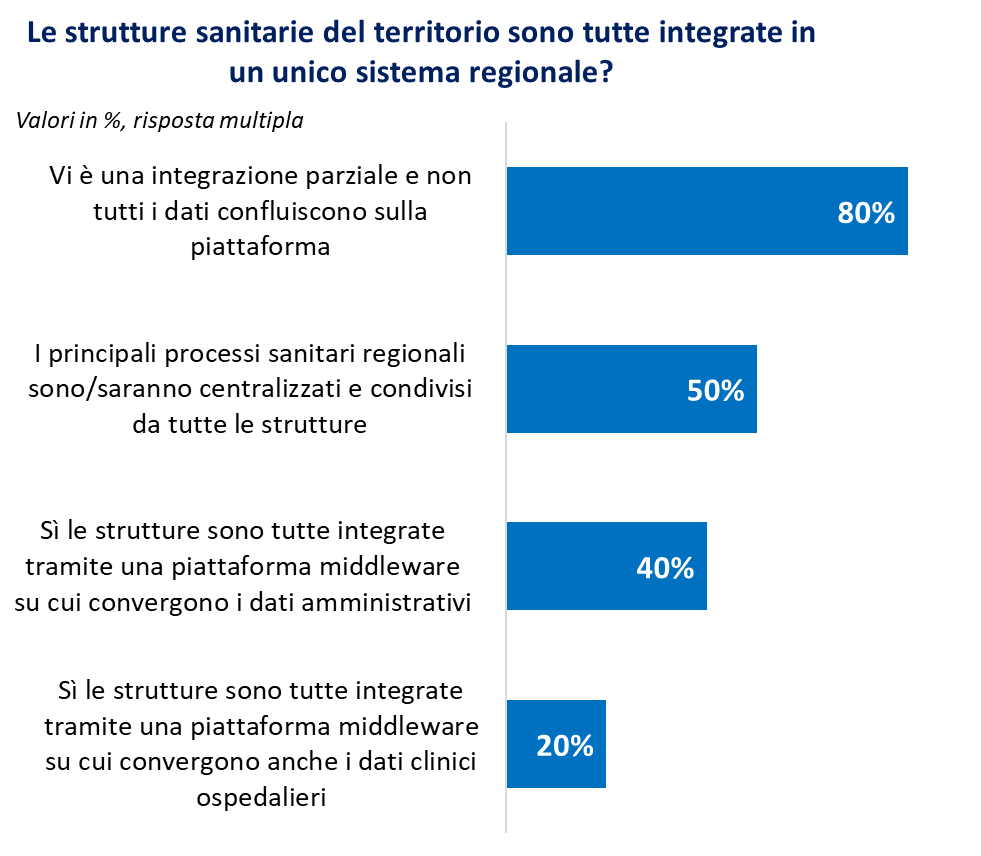 Le strutture sanitarie del territorio sono tutte integrate in
un unico sistema regionale?
Valori in %, risposta multipla
Vi è una integrazione parziale e non
tutti i dati confluiscono sulla
piattaforma
80%
I principali processi sanitari regionali
sono/saranno centralizzati e condivisi
da tutte le strutture
50%
Sì le strutture sono tutte integrate
tramite una piattaforma middleware
su cui convergono i dati amministrativi
40%
Sì le strutture sono tutte integrate
tramite una piattaforma middleware
su cui convergono anche i dati clinici
ospedalieri
20%